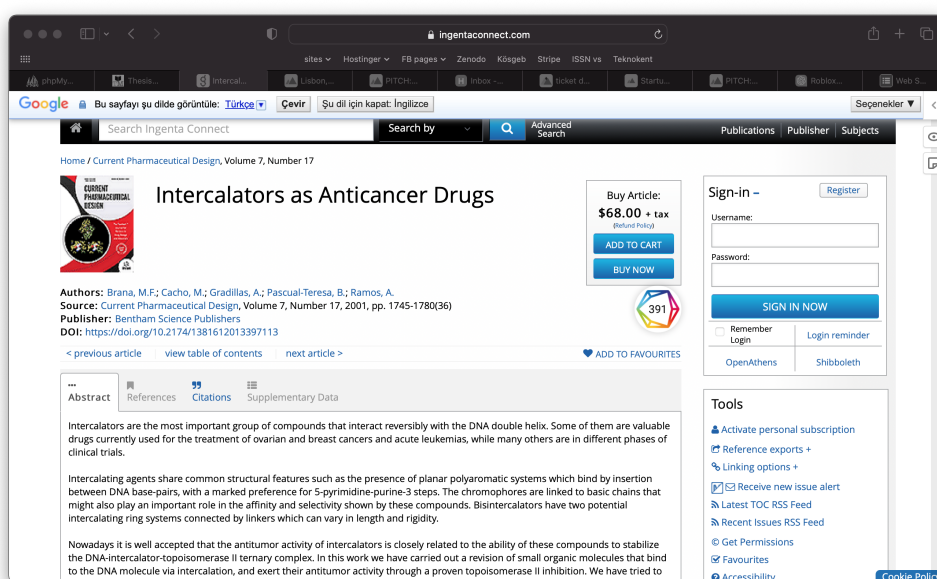 ingentaconnect.com
sites Hostinger FB pages Zenodo Kösgeb Stripe ISSN vs Teknokent
phpMy... Thesis... Intercal... Lisbon,... PITCH:... Inbox -... ticket d... Startu... PITCH:... Roblox... Web S...
Google Bu sayfayı şu dilde görüntüle: Türkçe Çevir Şu dil için kapat: İngilizce Seçenekler ▼
Search Ingenta Connect Search by Advanced Search Publications Publisher Subjects
Home / Current Pharmaceutical Design, Volume 7, Number 17
CURRENT
PHARMACEUTICAL
DESIGN
Intercalators as Anticancer Drugs
Buy Article:
$68.00 + tax
(Refund Policy)
ADD TO CART
BUY NOW
Sign-in –
Register
Username:
Password:
SIGN IN NOW
Remember Login
Login reminder
OpenAthens Shibboleth
Authors: Brana, M.F.; Cacho, M.; Gradillas, A.; Pascual-Teresa, B.; Ramos, A.
Source: Current Pharmaceutical Design, Volume 7, Number 17, 2001, pp. 1745-1780(36)
Publisher: Bentham Science Publishers
DOI: https://doi.org/10.2174/1381612013397113
391
< previous article view table of contents next article >
ADD TO FAVOURITES
Abstract References Citations Supplementary Data
Intercalators are the most important group of compounds that interact reversibly with the DNA double helix. Some of them are valuable
drugs currently used for the treatment of ovarian and breast cancers and acute leukemias, while many others are in different phases of
clinical trials.
Intercalating agents share common structural features such as the presence of planar polyaromatic systems which bind by insertion
between DNA base-pairs, with a marked preference for 5-pyrimidine-purine-3 steps. The chromophores are linked to basic chains that
might also play an important role in the affinity and selectivity shown by these compounds. Bisintercalators have two potential
intercalating ring systems connected by linkers which can vary in length and rigidity.
Nowadays it is well accepted that the antitumor activity of intercalators is closely related to the ability of these compounds to stabilize
the DNA-intercalator-topoisomerase II ternary complex. In this work we have carried out a revision of small organic molecules that bind
to the DNA molecule via intercalation, and exert their antitumor activity through a proven topoisomerase II inhibition. We have tried to
Tools
Activate personal subscription
Reference exports +
Linking options +
Receive new issue alert
Latest TOC RSS Feed
Recent Issues RSS Feed
Get Permissions
Favourites
Accessibility
Cookie Policy